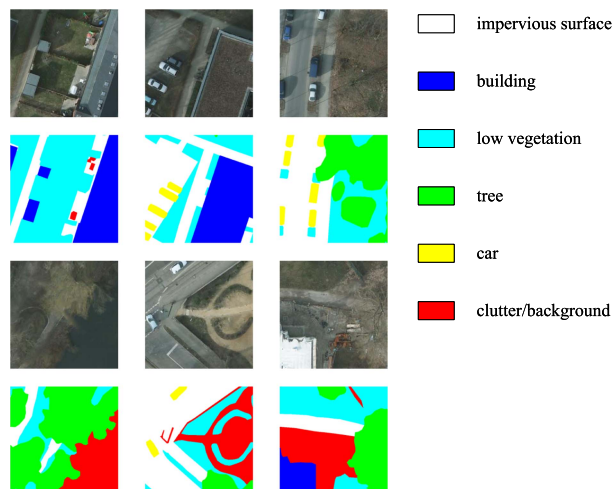 impervious surface
building
low vegetation
tree
car
clutter/background